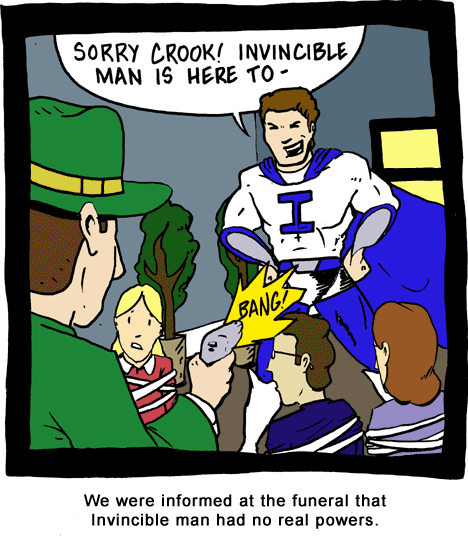 SORRY CROOK! INVINCIBLE
MAN IS HERE TO-
I
BANG!
We were informed at the funeral that
Invincible man had no real powers.